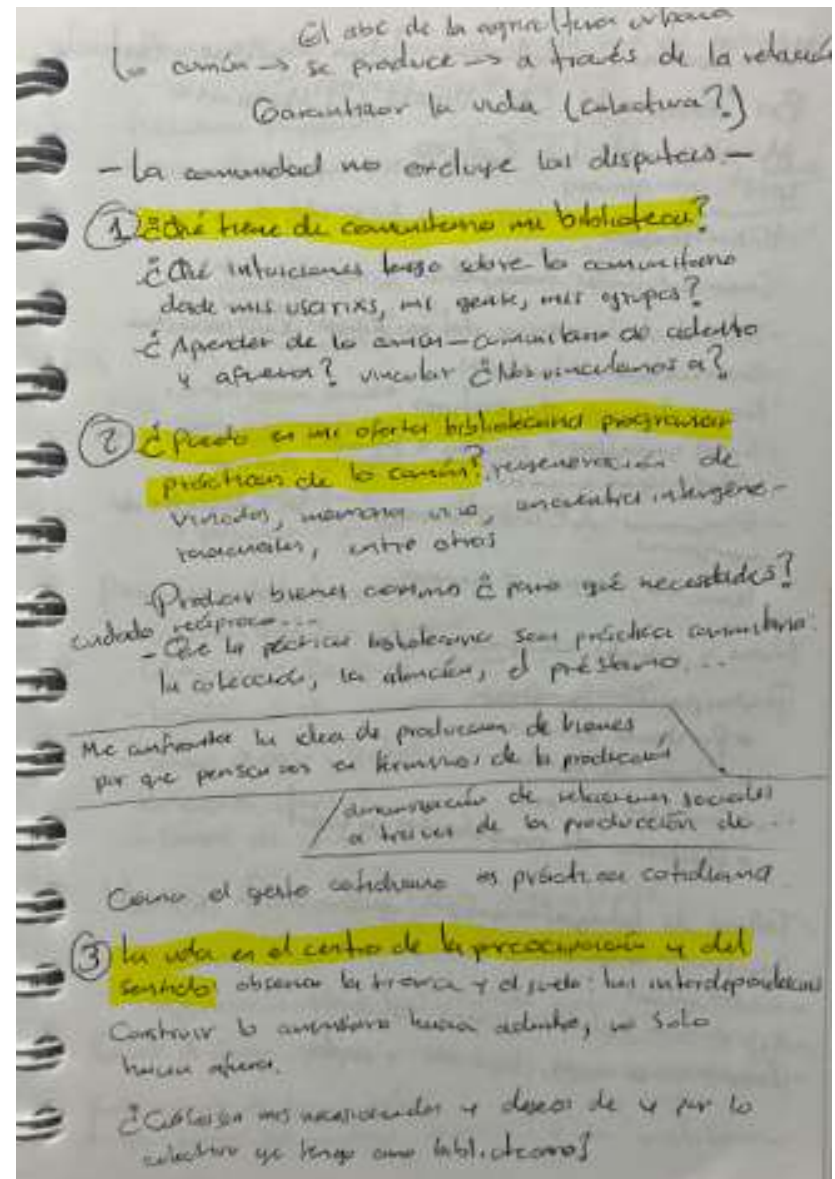 El abc de la agricultura urbana
Lo común → se produce → a través de la relación
Garantizar la vida (colectiva?)
- La comunidad no excluye las disputas. -
1 ¿Qué tiene de comunitario mi biblioteca?
¿Qué intuiciones tengo sobre lo comunitario
desde mis usarixs, mi gente, mis grupos?
¿Aprender de lo común-comunitario de adentro
y afuera? vincular ¿Nos vinculamos a?
2 ¿Puedo en mi oferta bibliotecaria programar
prácticas de lo común? regeneración de
vínculos, memoria viva, encuentros intergene-
racionales, entre otros
Producir bienes común ¿para qué necesidades?
cuidado recíproco...
- Que la práctica bibliotecaria sea práctica comunitaria:
la colección, la atención, el préstamo...
Me confronta la idea de producción de bienes,
por que pensarnos en términos de la producción
de relaciones sociales
a traves de la producción de...
Como el gesto cotidiano es práctica cotidiana
3 La vida en el centro de la preocupación y del
sentido: observar la trama y el suelo: las interdependencias
Construir lo comunitario hacia adentro, no solo
hacia afuera.
¿Cuáles son mis necesidades y deseos de y por lo
colectivo que tengo como bibliotecario?